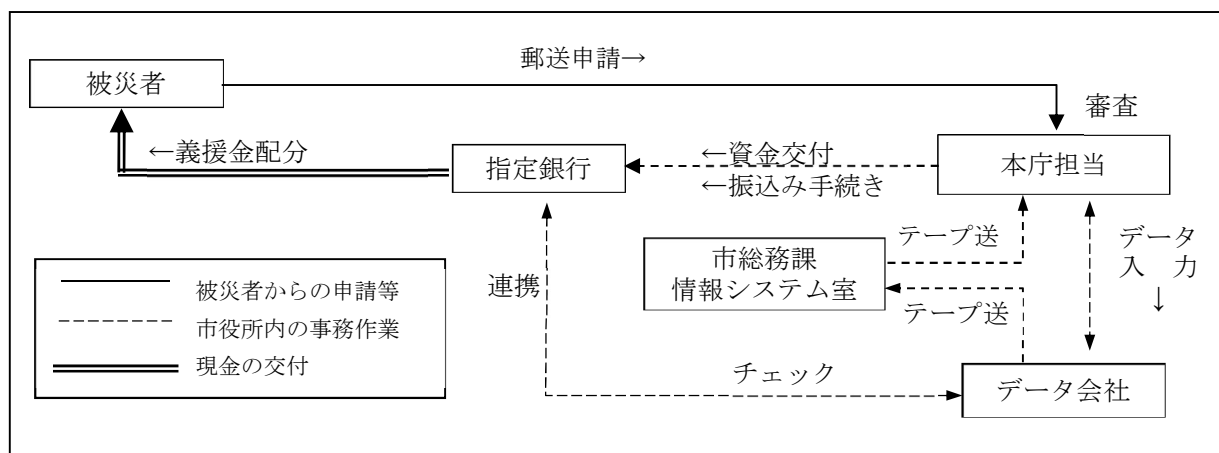 郵送申請→
被災者
審査
←義援金配分
指定銀行
←資金交付
←振込み手続き
本庁担当
テープ送
市総務課
情報システム室
データ
入　力
↓
連携
テープ送
被災者からの申請等
市役所内の事務作業
現金の交付
チェック
データ会社